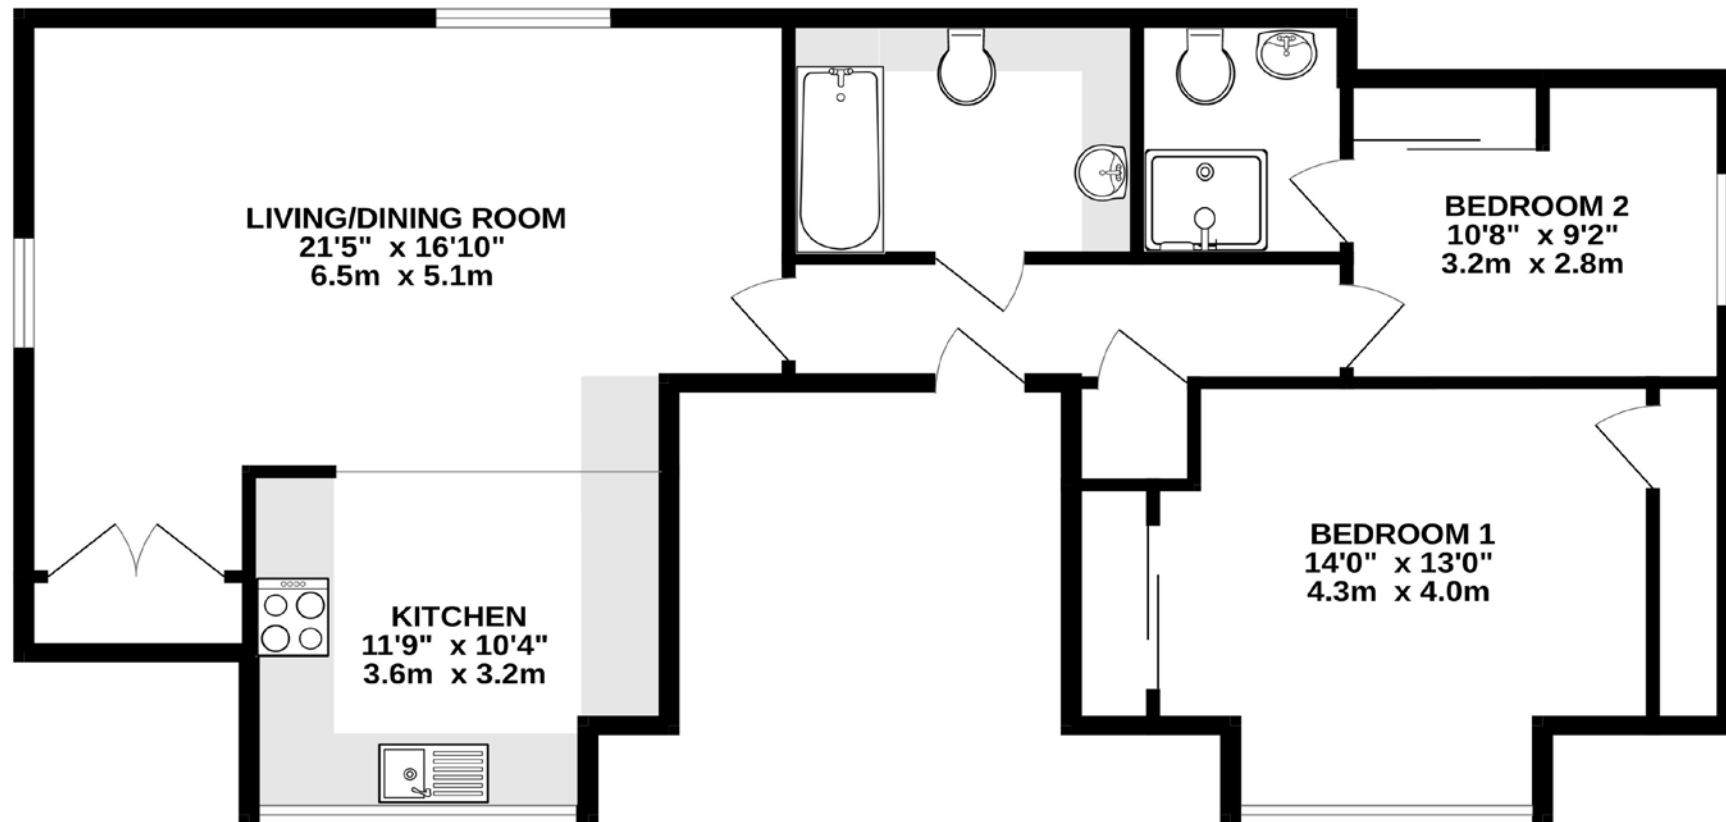 LIVING/DINING ROOM
21'5" x 16'10"
6.5m x 5.1m
BEDROOM 2
10'8" x 9'2"
3.2m x 2.8m
BEDROOM 1
14'0" x 13'0"
4.3m x 4.0m
KITCHEN
11'9" x 10'4"
3.6m x 3.2m